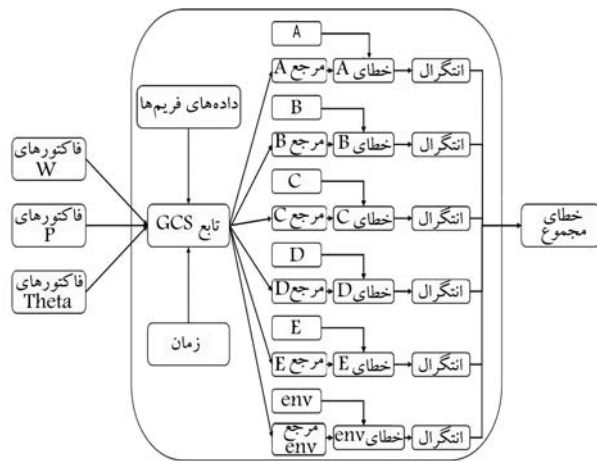 فاکتورهای
W
فاکتورهای
P
فاکتورهای
Theta
داده‌های فریم‌ها
تابع GCS
زمان
A
مرجع A
خطای A
انتگرال
B
مرجع B
خطای B
انتگرال
C
مرجع C
خطای C
انتگرال
D
مرجع D
خطای D
انتگرال
E
مرجع E
خطای E
انتگرال
env
مرجع
env
خطای env
انتگرال
خطای
مجموع